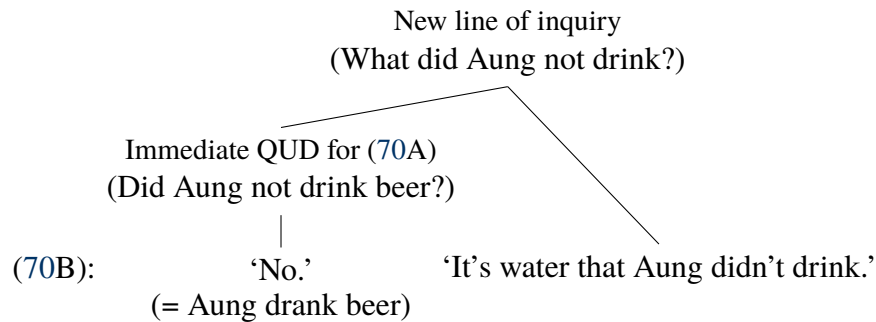 New line of inquiry
(What did Aung not drink?)
Immediate QUD for (70A)
(Did Aung not drink beer?)
(70B): ‘No.’ ‘It's water that Aung didn't drink.’
(= Aung drank beer)